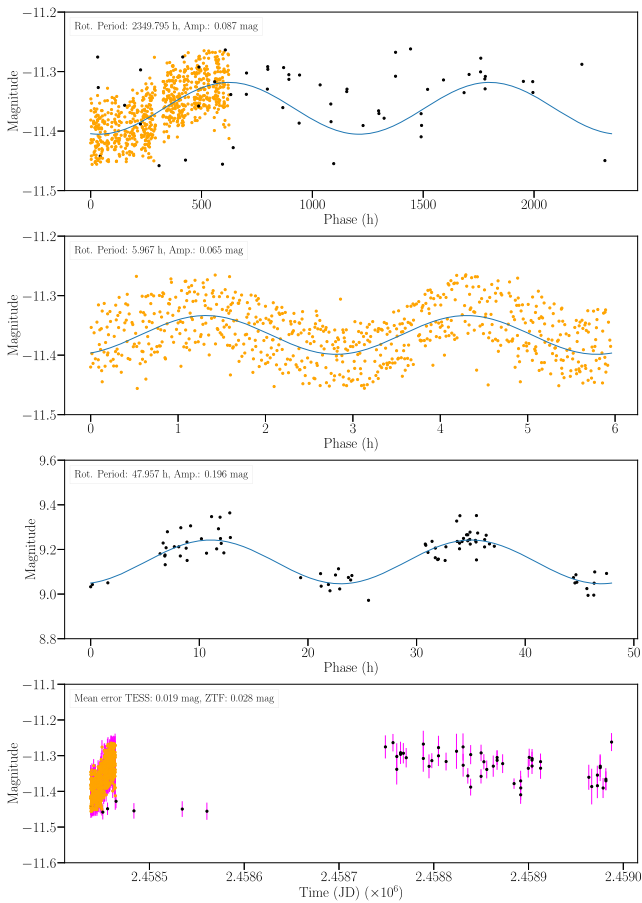 −11.2
Rot. Period: 2349.795 h, Amp.: 0.087 mag
−11.3
−11.4
−11.5
Magnitude
0 500 1000 1500 2000
Phase (h)
−11.2
Rot. Period: 5.967 h, Amp.: 0.065 mag
−11.3
−11.4
−11.5
Magnitude
0 1 2 3 4 5 6
Phase (h)
9.6
Rot. Period: 47.957 h, Amp.: 0.196 mag
9.4
9.2
9.0
8.8
Magnitude
0 10 20 30 40 50
Phase (h)
−11.1
Mean error TESS: 0.019 mag, ZTF: 0.028 mag
−11.2
−11.3
−11.4
−11.5
−11.6
Magnitude
2.4585 2.4586 2.4587 2.4588 2.4589 2.4590
Time (JD) (×10⁶)